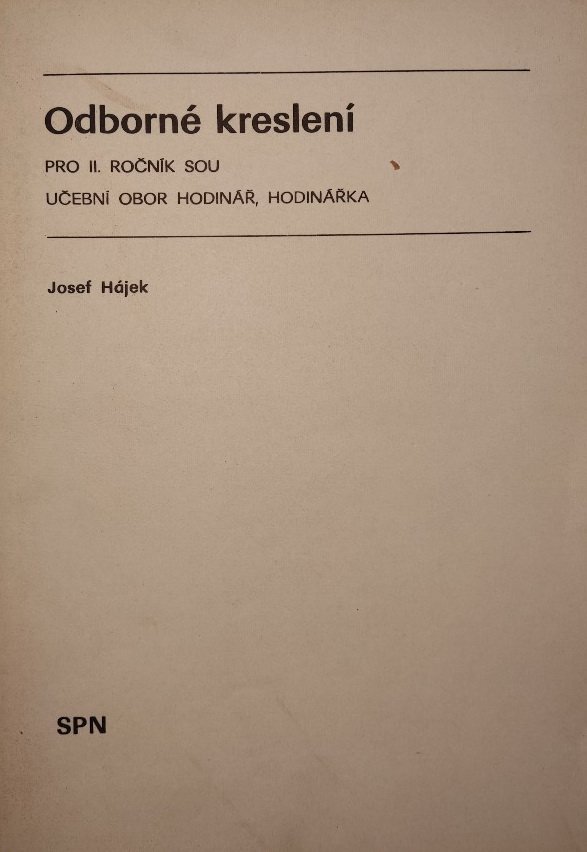 Odborné kreslení
PRO II. ROČNÍK SOU
UČEBNÍ OBOR HODINÁŘ, HODINÁŘKA
Josef Hájek
SPN